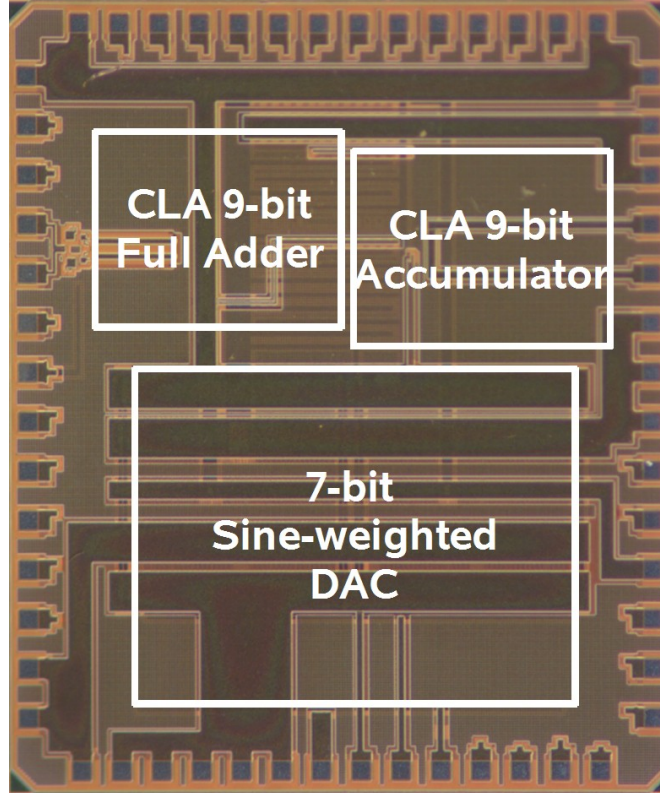 CLA 9-bit
Full Adder
CLA 9-bit
Accumulator
7-bit
Sine-weighted
DAC